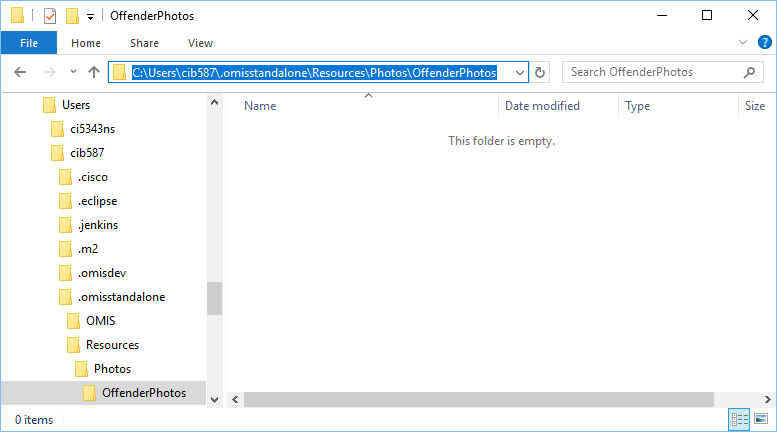 OffenderPhotos
File Home Share View
C:\Users\cib587\.omisstandalone\Resources\Photos\OffenderPhotos
Search OffenderPhotos
Name Date modified Type Size
This folder is empty.
Users
ci5343ns
cib587
.cisco
.eclipse
.jenkins
.m2
.omisdev
.omisstandalone
OMIS
Resources
Photos
OffenderPhotos
0 items